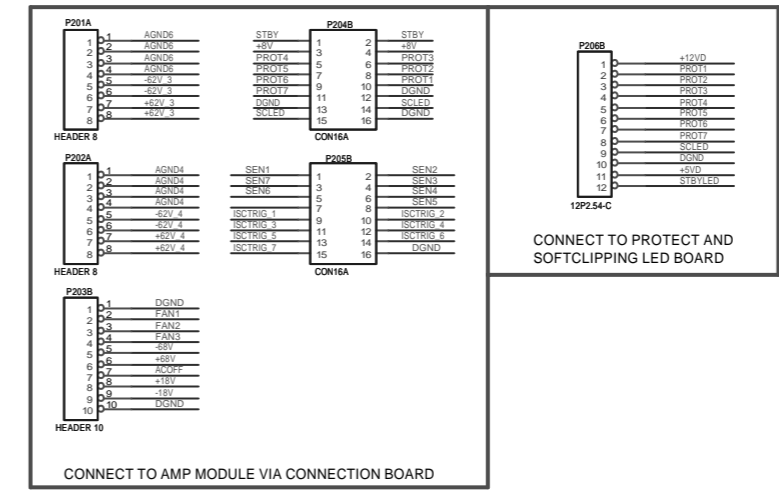 P201A
1 1 AGND6
2 2 AGND6
3 3 AGND6
4 4 AGND6
5 5 -62V_3
6 6 -62V_3
7 7 +62V_3
8 8 +62V_3
HEADER 8
P204B
STBY 1 2 STBY
+8V 3 4 +8V
PROT4 5 6 PROT3
PROT5 7 8 PROT2
PROT6 9 10 PROT1
PROT7 11 12 DGND
DGND 13 14 SCLED
SCLED 15 16 DGND
CON16A
P202A
1 1 AGND4
2 2 AGND4
3 3 AGND4
4 4 AGND4
5 5 -62V_4
6 6 -62V_4
7 7 +62V_4
8 8 +62V_4
HEADER 8
P205B
SEN1 1 2 SEN2
SEN7 3 4 SEN3
SEN6 5 6 SEN4
7 8 SEN5
ISCTRIG_1 9 10 ISCTRIG_2
ISCTRIG_3 11 12 ISCTRIG_4
ISCTRIG_5 13 14 ISCTRIG_6
ISCTRIG_7 15 16 DGND
CON16A
P203B
1 1 DGND
2 2 FAN1
3 3 FAN2
4 4 FAN3
5 5 -68V
6 6 +68V
7 7 ACOFF
8 8 +18V
9 9 -18V
10 10 DGND
HEADER 10
CONNECT TO AMP MODULE VIA CONNECTION BOARD
P206B
1 +12VD
2 PROT1
3 PROT2
4 PROT3
5 PROT4
6 PROT5
7 PROT6
8 PROT7
9 SCLED
10 DGND
11 +5VD
12 STBYLED
12P2.54-C
CONNECT TO PROTECT AND
SOFTCLIPPING LED BOARD